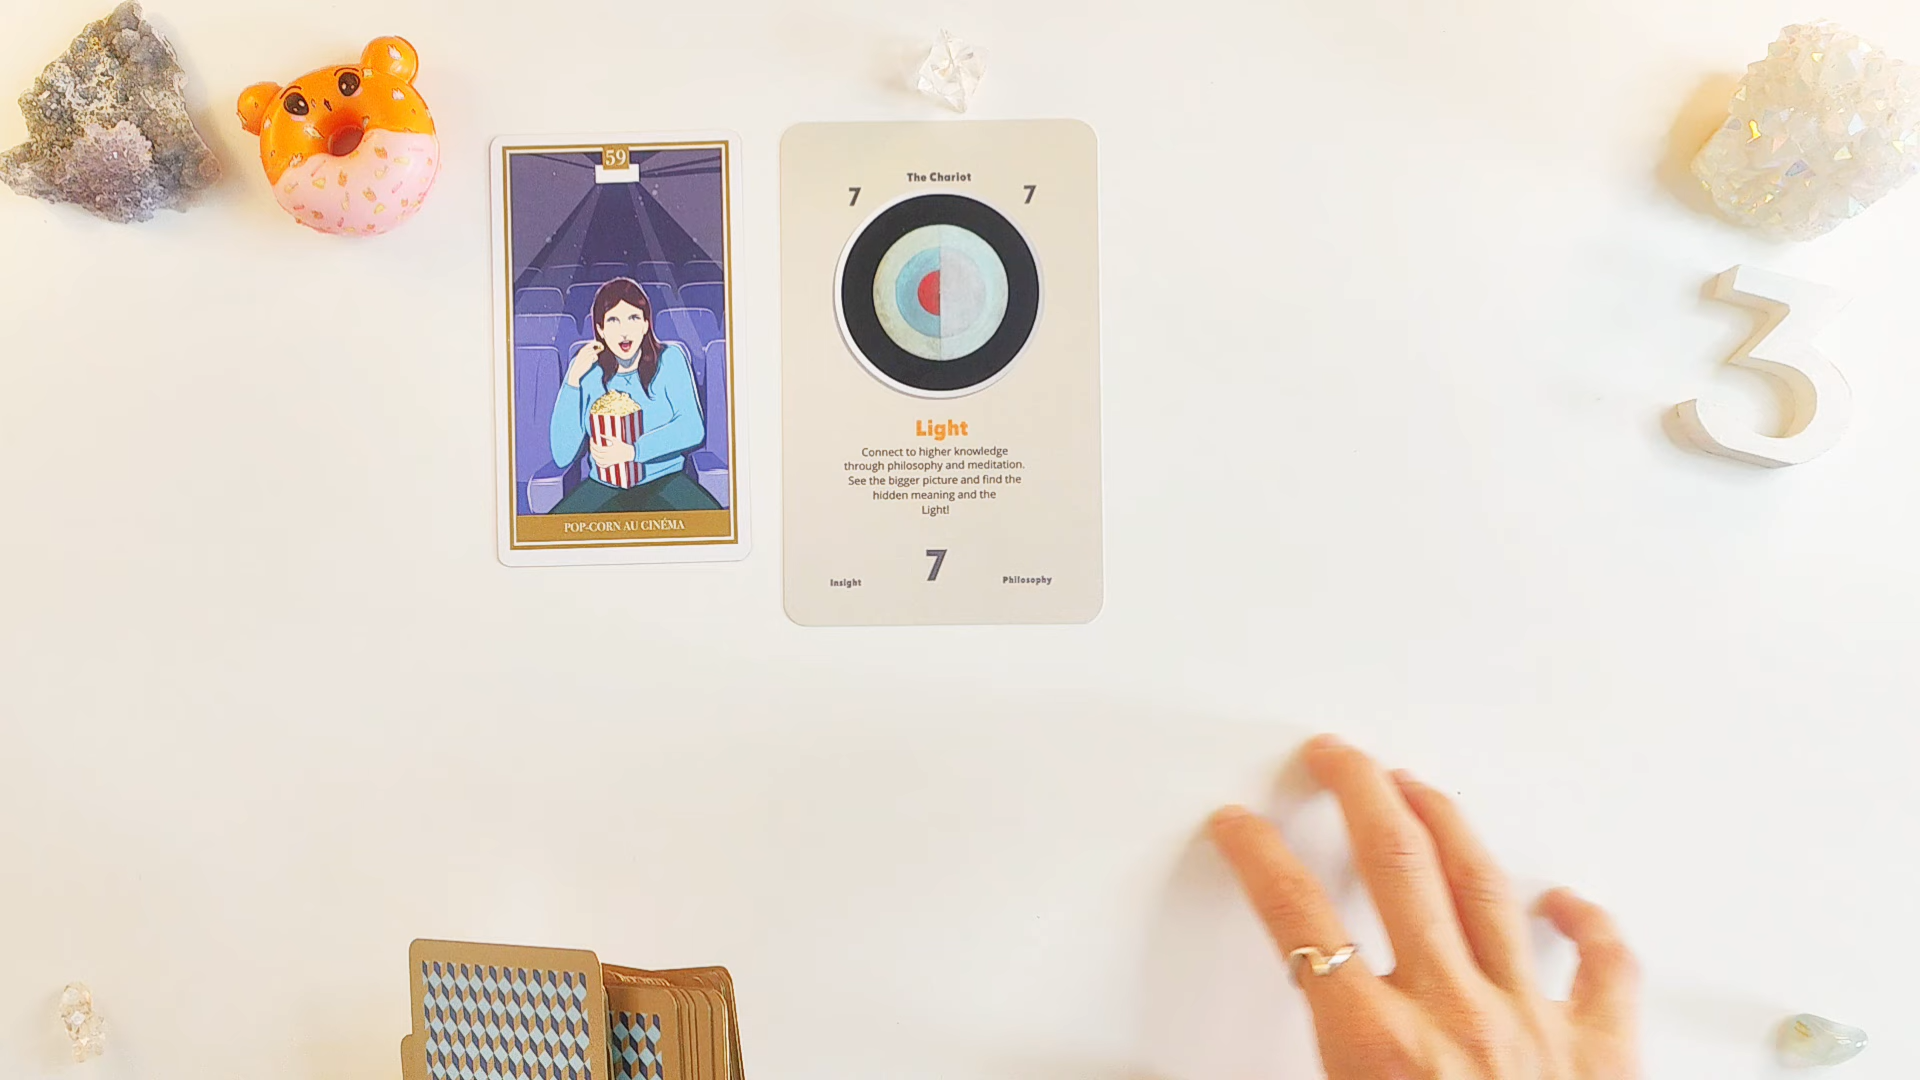 59
POP-CORN AU CINÉMA
The Chariot
7 7
Light
Connect to higher knowledge
through philosophy and meditation.
See the bigger picture and find the
hidden meaning and the
Light!
7
Insight Philosophy
3